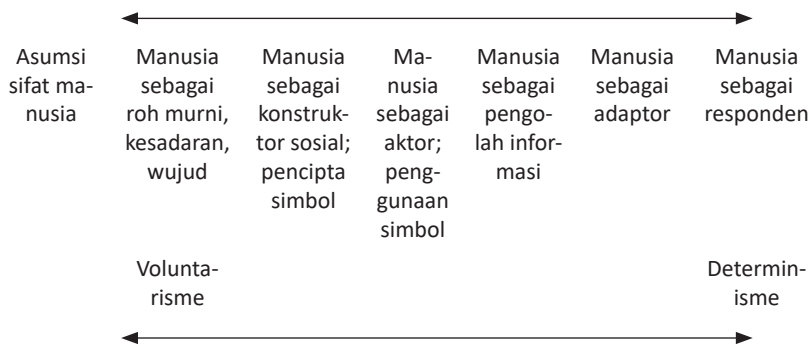 Asumsi
sifat ma-
nusia
Manusia
sebagai
roh murni,
kesadaran,
wujud
Manusia
sebagai
konstruk-
tor sosial;
pencipta
simbol
Ma-
nusia
sebagai
aktor;
peng-
gunaan
simbol
Manusia
sebagai
pengo-
lah infor-
masi
Manusia
sebagai
adaptor
Manusia
sebagai
responden
Volunta-
risme
Determin-
isme